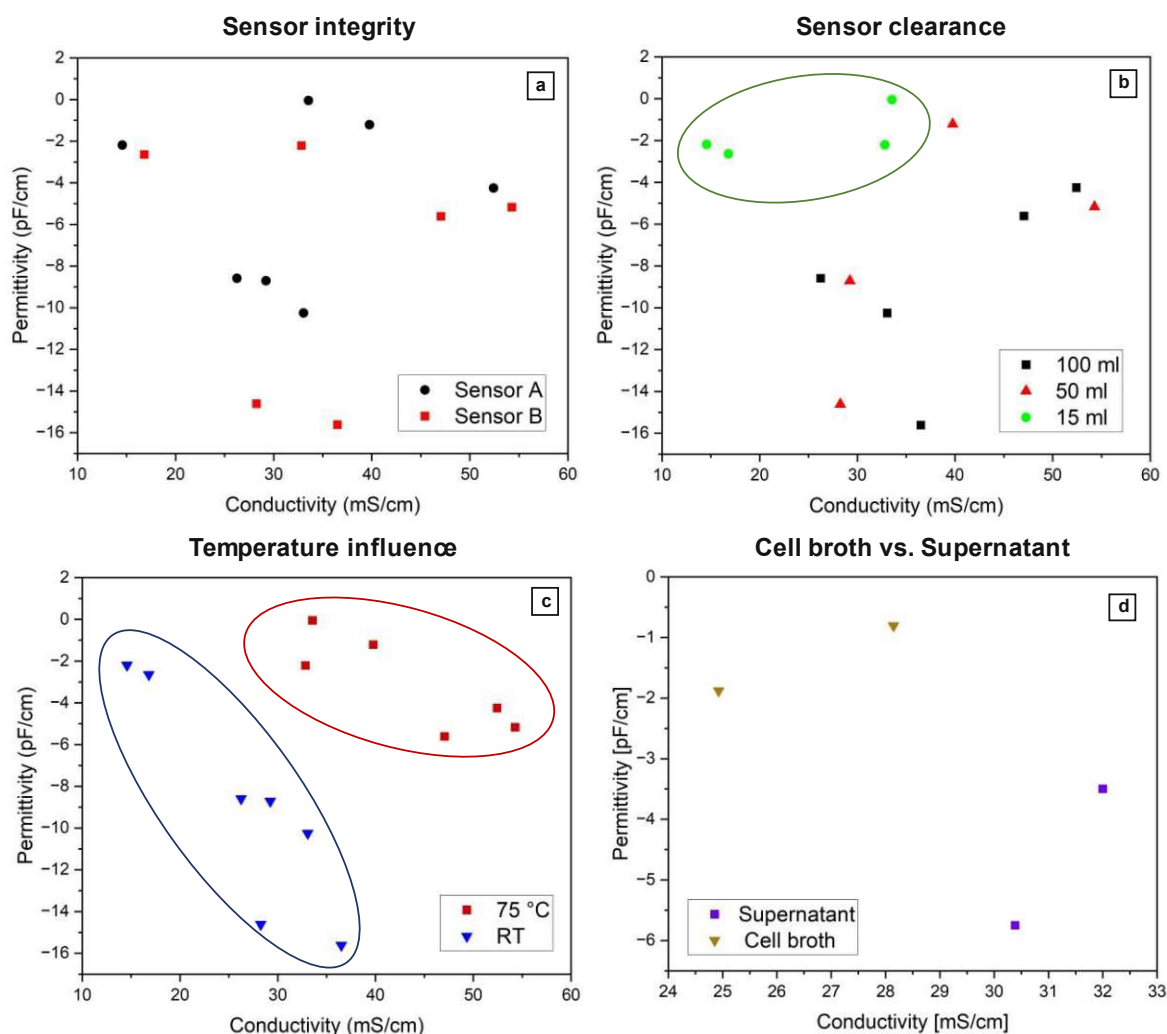 Sensor integrity
2
0
−2
−4
−6
−8
−10
−12
−14
−16
Permittivity (pF/cm)
a
Sensor A
Sensor B
10 20 30 40 50 60
Conductivity (mS/cm)
Sensor clearance
2
0
−2
−4
−6
−8
−10
−12
−14
−16
Permittivity (pF/cm)
b
100 ml
50 ml
15 ml
10 20 30 40 50 60
Conductivity (mS/cm)
Temperature influence
2
0
−2
−4
−6
−8
−10
−12
−14
−16
Permittivity (pF/cm)
c
75 °C
RT
10 20 30 40 50 60
Conductivity (mS/cm)
Cell broth vs. Supernatant
0
−1
−2
−3
−4
−5
−6
Permittivity [pF/cm]
d
Supernatant
Cell broth
24 25 26 27 28 29 30 31 32 33
Conductivity [mS/cm]